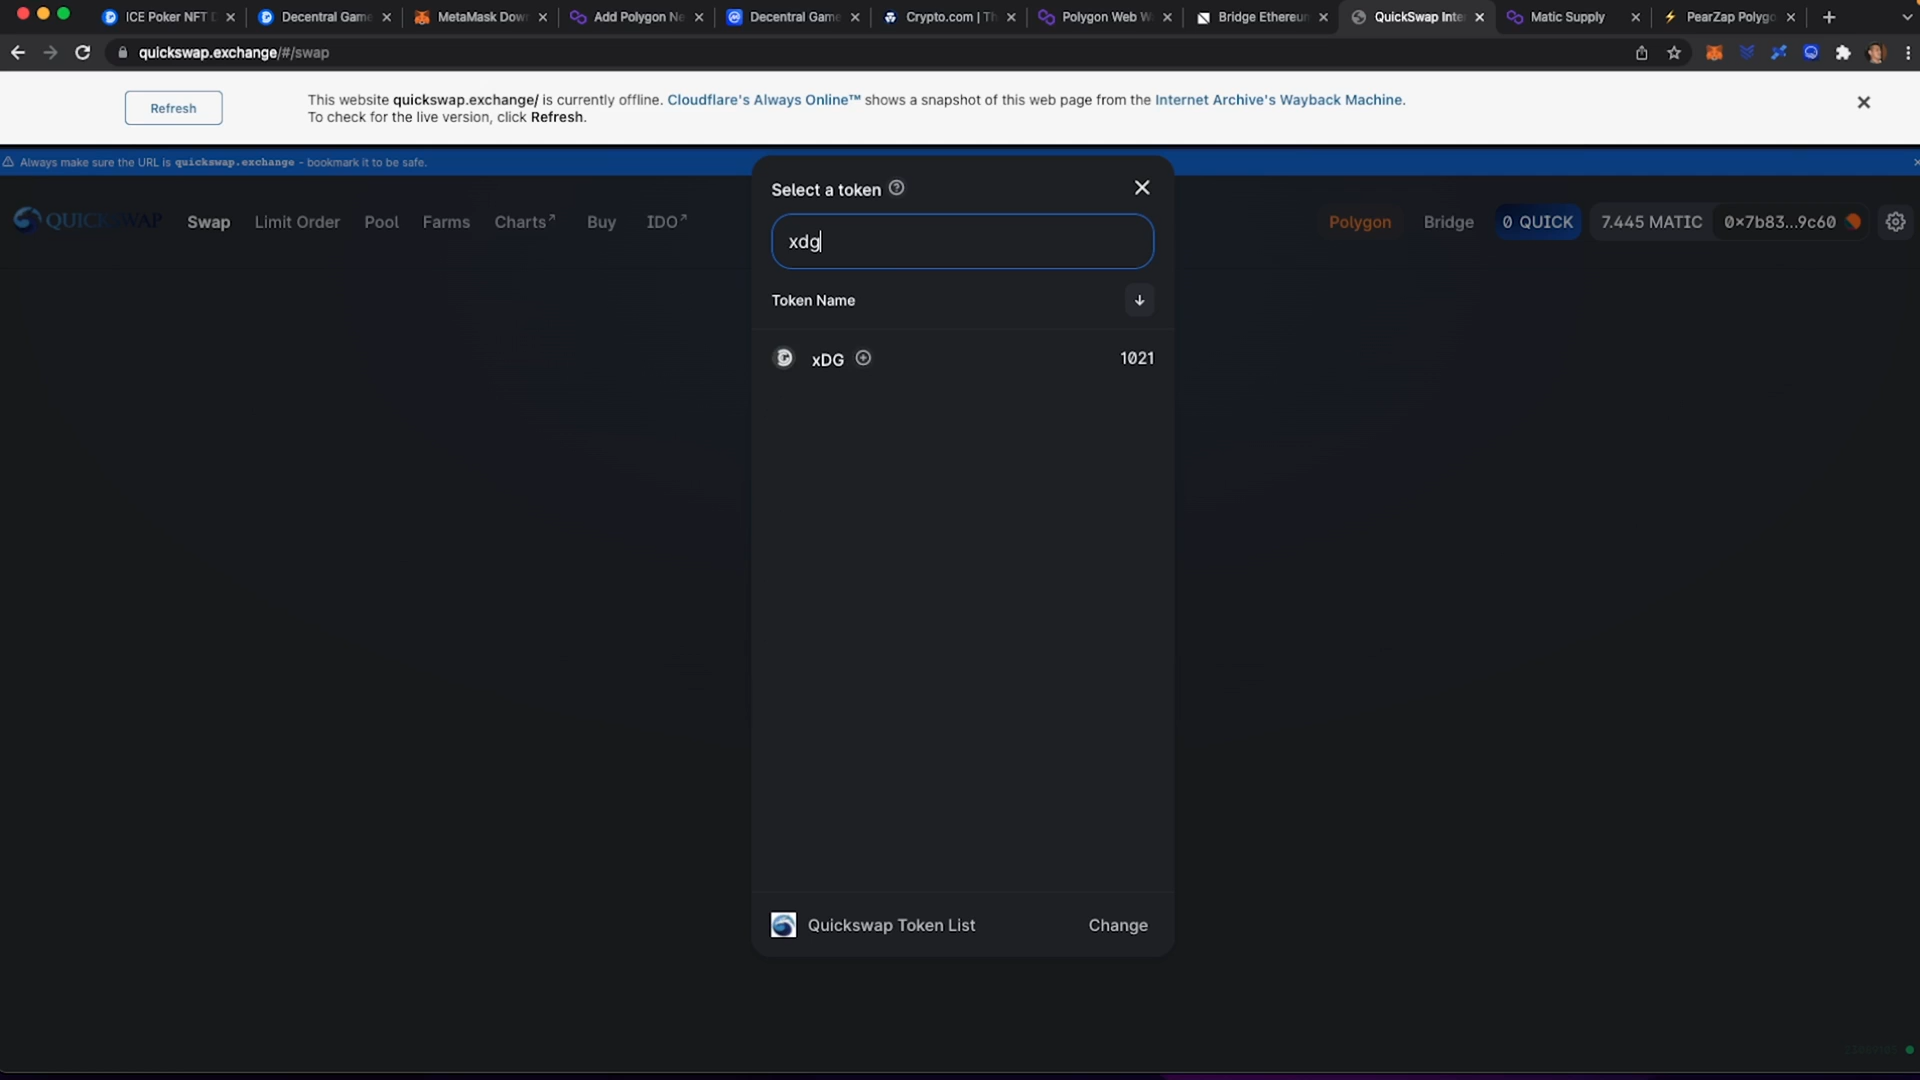 ICE Poker NFT D
Decentral Game
MetaMask Dow
Add Polygon Ne
Decentral Game
Crypto.com | Th
Polygon Web W
Bridge Ethereun
QuickSwap Inte
Matic Supply
PearZap Polygo
quickswap.exchange/#/swap
Refresh
This website quickswap.exchange/ is currently offline. Cloudflare's Always Online™ shows a snapshot of this web page from the Internet Archive's Wayback Machine.
To check for the live version, click Refresh.
Always make sure the URL is quickswap.exchange - bookmark it to be safe.
QUICKSWAP
Swap
Limit Order
Pool
Farms
Charts↗
Buy
IDO↗
Polygon
Bridge
0 QUICK
7.445 MATIC
0x7b83...9c60
Select a token
xdg
Token Name
xDG
1021
Quickswap Token List
Change